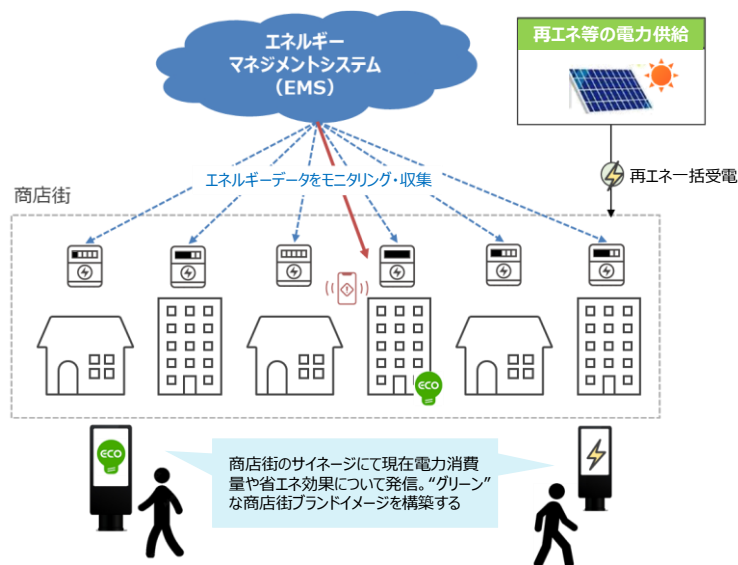 エネルギー
マネジメントシステム
（EMS）
再エネ等の電力供給
エネルギーデータをモニタリング・収集
再エネ一括受電
商店街
ECO
ECO
商店街のサイネージにて現在電力消費
量や省エネ効果について発信。“グリーン”
な商店街ブランドイメージを構築する